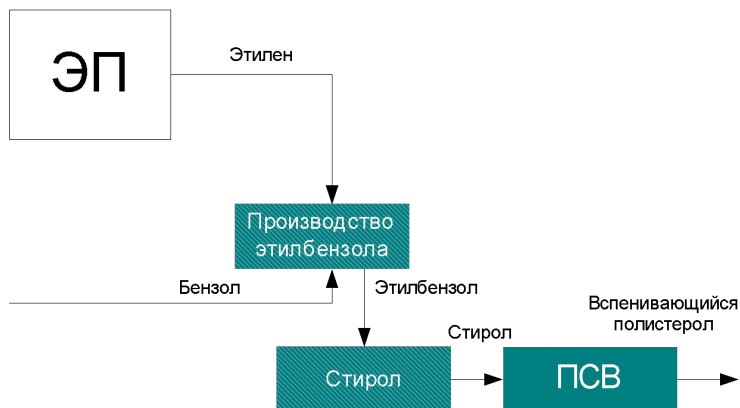 ЭП
Этилен
Производство
этилбензола
Бензол
Этилбензол
Стирол
Стирол
ПСВ
Вспенивающийся
полистерол